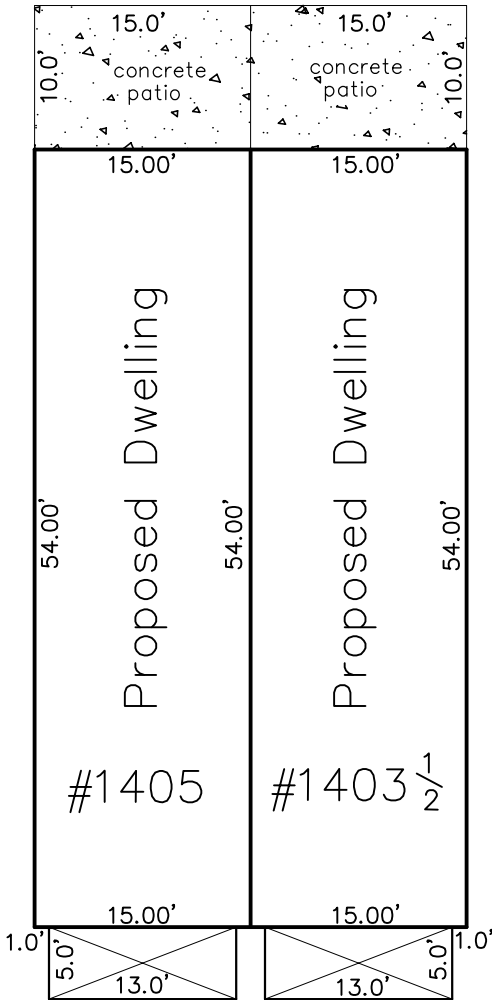 15.0' 15.0'
10.0' concrete patio concrete patio 10.0'
15.00' 15.00'
Proposed Dwelling Proposed Dwelling
54.00' 54.00' 54.00'
#1405 #1403 1/2
15.00' 15.00'
1.0' 5.0' 13.0' 13.0' 5.0' 1.0'